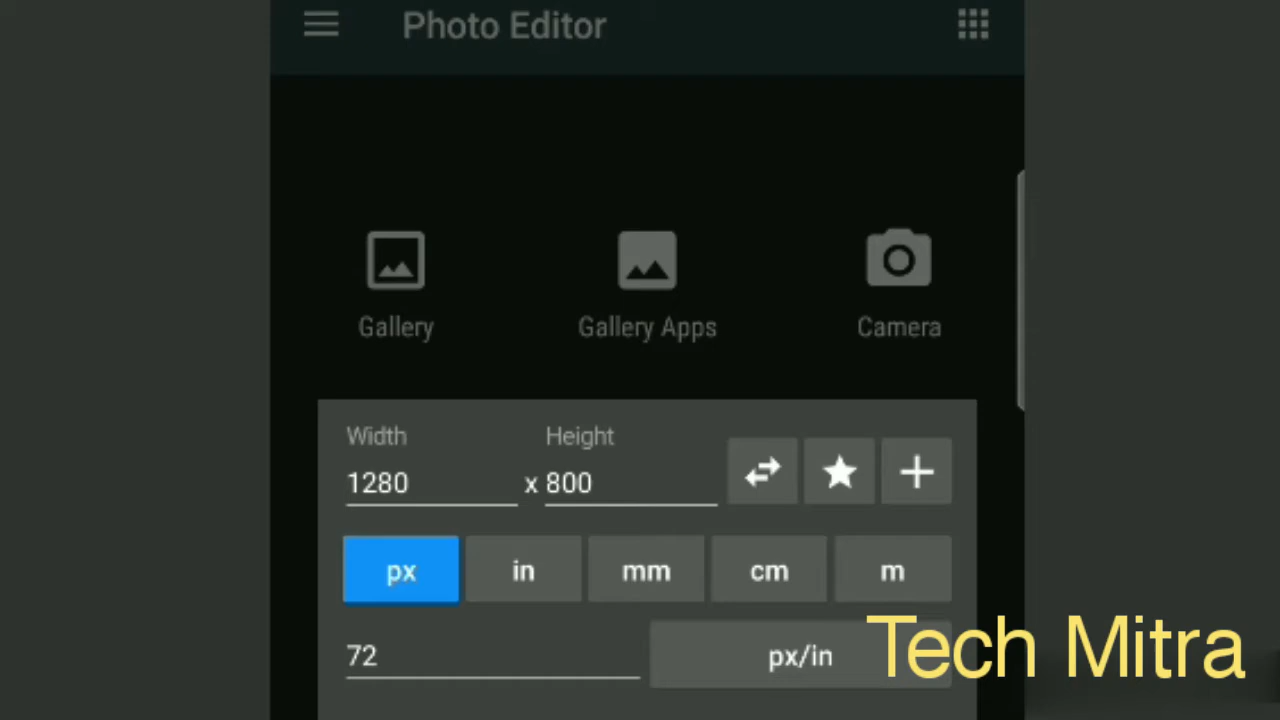 Photo Editor
Gallery
Gallery Apps
Camera
Width
Height
1280
x 800
px
in
mm
cm
m
72
px/in
Tech Mitra